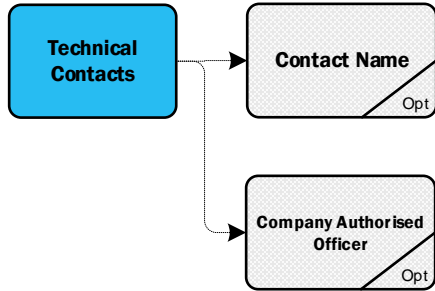 Technical
Contacts
Contact Name
Opt
Company Authorised
Officer
Opt